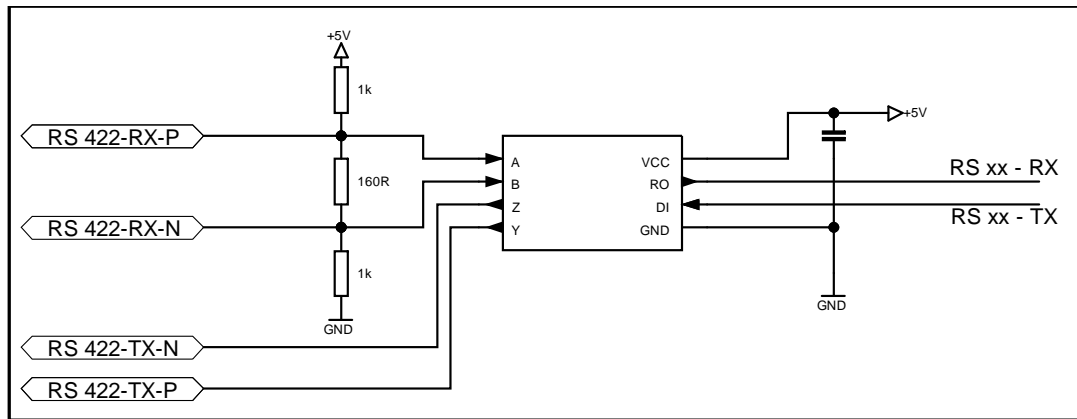 +5V
1k
+5V
RS 422-RX-P
A
VCC
RS xx - RX
160R
B
RO
Z
DI
RS xx - TX
RS 422-RX-N
Y
GND
1k
GND
GND
RS 422-TX-N
RS 422-TX-P